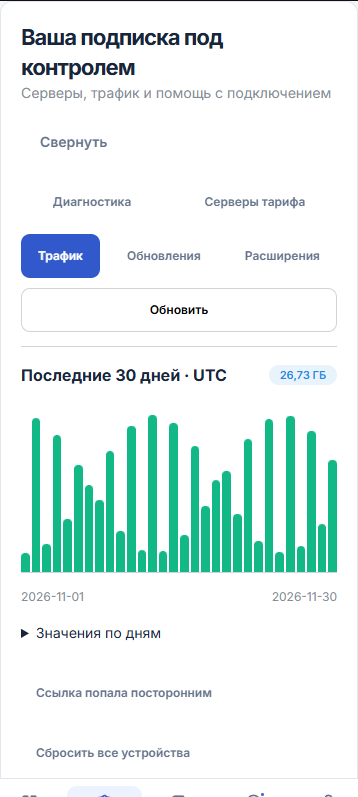 Ваша подписка под
контролем
Серверы, трафик и помощь с подключением
Свернуть
Диагностика
Серверы тарифа
Трафик
Обновления
Расширения
Обновить
Последние 30 дней · UTC
26,73 ГБ
2026-11-01
2026-11-30
Значения по дням
Ссылка попала посторонним
Сбросить все устройства